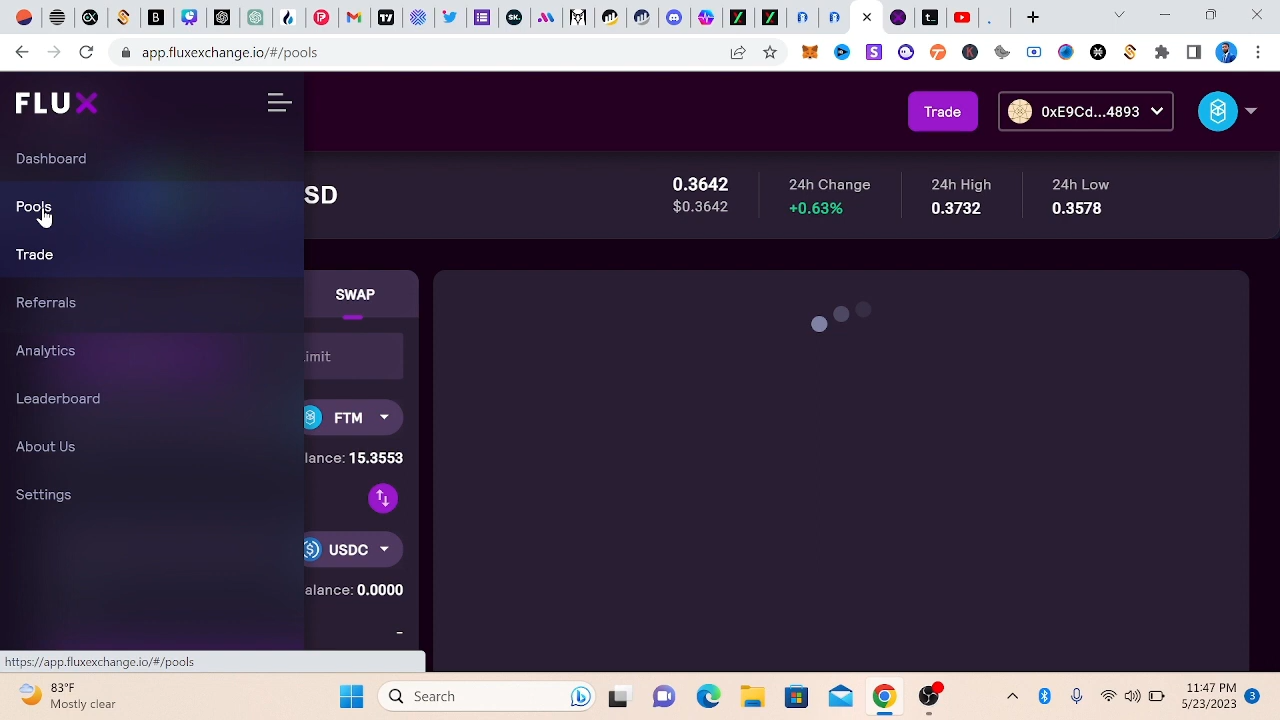 app.fluxexchange.io/#/pools
FLUX
Dashboard
Pools
Trade
Referrals
Analytics
Leaderboard
About Us
Settings
Trade
0xE9Cd...4893
SD
0.3642
$0.3642
24h Change
+0.63%
24h High
0.3732
24h Low
0.3578
SWAP
imit
FTM
lance: 15.3553
USDC
alance: 0.0000
-
https://app.fluxexchange.io/#/pools
83°F
Mostly clear
Search
11:47 PM
5/23/2023
3